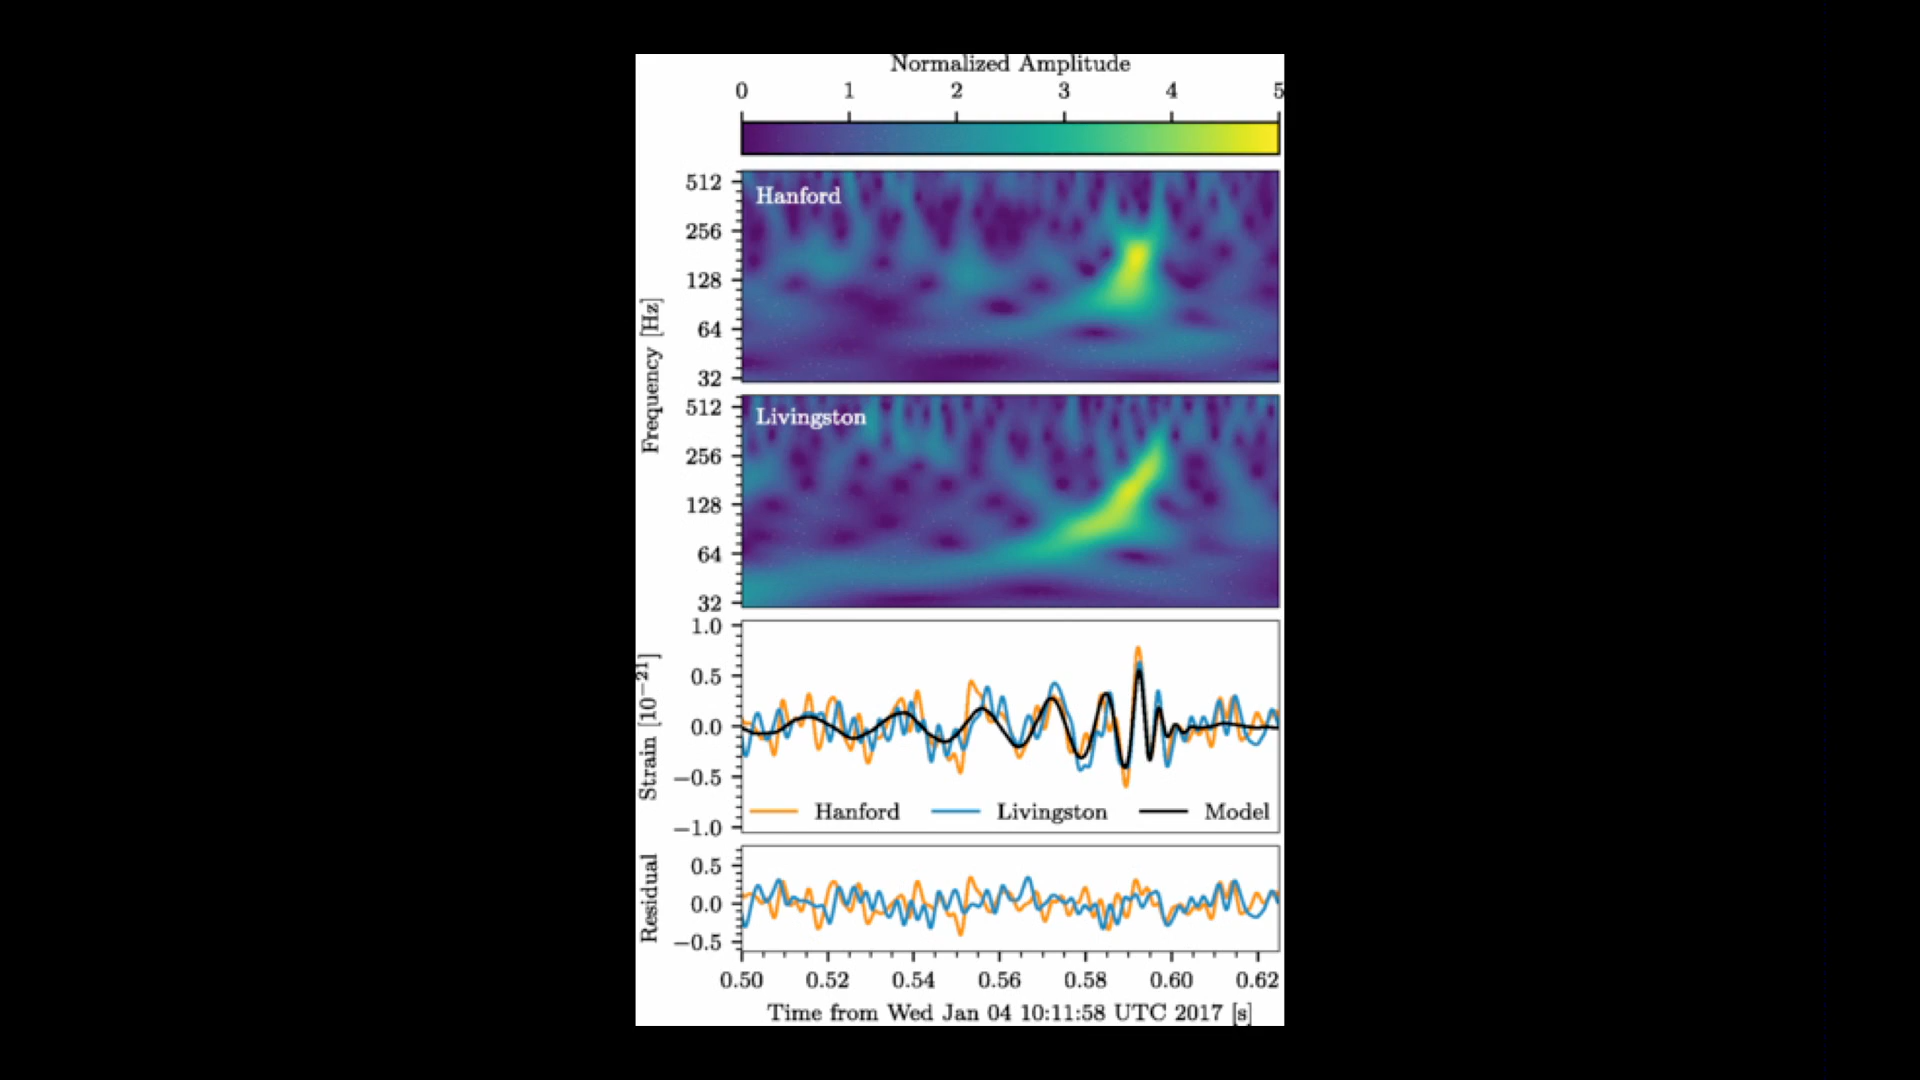 Normalized Amplitude
0 1 2 3 4 5
Hanford
512
256
128
64
32
Frequency [Hz]
Livingston
512
256
128
64
32
1.0
0.5
0.0
−0.5
−1.0
Strain [10⁻²¹]
Hanford Livingston Model
0.5
0.0
−0.5
Residual
0.50 0.52 0.54 0.56 0.58 0.60 0.62
Time from Wed Jan 04 10:11:58 UTC 2017 [s]